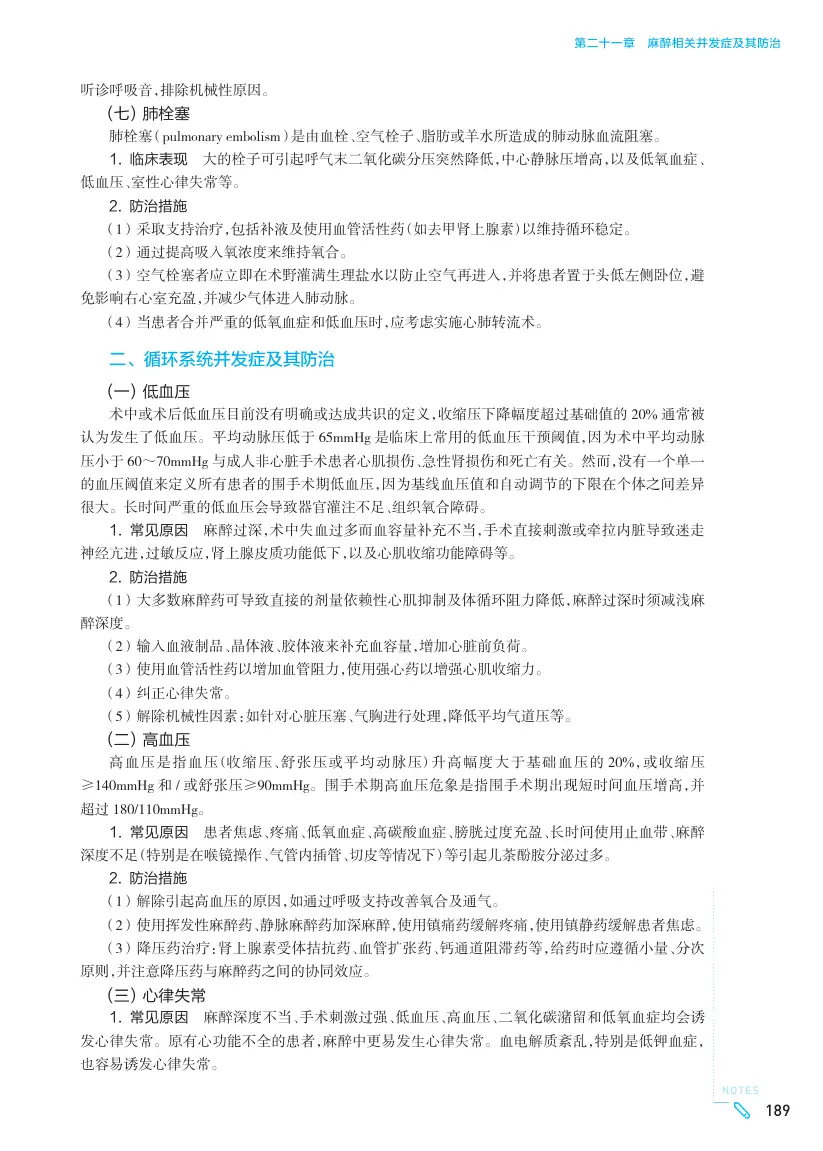 第二十一章　麻醉相关并发症及其防治
听诊呼吸音，排除机械性原因。
（七）肺栓塞
肺栓塞（pulmonary embolism）是由血栓、空气栓子、脂肪或羊水所造成的肺动脉血流阻塞。
1. 临床表现　大的栓子可引起呼气末二氧化碳分压突然降低，中心静脉压增高，以及低氧血症、
低血压、室性心律失常等。
2. 防治措施
（1）采取支持治疗，包括补液及使用血管活性药（如去甲肾上腺素）以维持循环稳定。
（2）通过提高吸入氧浓度来维持氧合。
（3）空气栓塞者应立即在术野灌满生理盐水以防止空气再进入，并将患者置于头低左侧卧位，避
免影响右心室充盈，并减少气体进入肺动脉。
（4）当患者合并严重的低氧血症和低血压时，应考虑实施心肺转流术。
二、循环系统并发症及其防治
（一）低血压
术中或术后低血压目前没有明确或达成共识的定义，收缩压下降幅度超过基础值的 20% 通常被
认为发生了低血压。平均动脉压低于 65mmHg 是临床上常用的低血压干预阈值，因为术中平均动脉
压小于 60～70mmHg 与成人非心脏手术患者心肌损伤、急性肾损伤和死亡有关。然而，没有一个单一
的血压阈值来定义所有患者的围手术期低血压，因为基线血压值和自动调节的下限在个体之间差异
很大。长时间严重的低血压会导致器官灌注不足、组织氧合障碍。
1. 常见原因　麻醉过深，术中失血过多而血容量补充不当，手术直接刺激或牵拉内脏导致迷走
神经亢进，过敏反应，肾上腺皮质功能低下，以及心肌收缩功能障碍等。
2. 防治措施
（1）大多数麻醉药可导致直接的剂量依赖性心肌抑制及体循环阻力降低，麻醉过深时须减浅麻
醉深度。
（2）输入血液制品、晶体液、胶体液来补充血容量，增加心脏前负荷。
（3）使用血管活性药以增加血管阻力，使用强心药以增强心肌收缩力。
（4）纠正心律失常。
（5）解除机械性因素：如针对心脏压塞、气胸进行处理，降低平均气道压等。
（二）高血压
高血压是指血压（收缩压、舒张压或平均动脉压）升高幅度大于基础血压的 20%，或收缩压
≥140mmHg 和 / 或舒张压≥90mmHg。围手术期高血压危象是指围手术期出现短时间血压增高，并
超过 180/110mmHg。
1. 常见原因　患者焦虑、疼痛、低氧血症、高碳酸血症、膀胱过度充盈、长时间使用止血带、麻醉
深度不足（特别是在喉镜操作、气管内插管、切皮等情况下）等引起儿茶酚胺分泌过多。
2. 防治措施
（1）解除引起高血压的原因，如通过呼吸支持改善氧合及通气。
（2）使用挥发性麻醉药、静脉麻醉药加深麻醉，使用镇痛药缓解疼痛，使用镇静药缓解患者焦虑。
（3）降压药治疗：肾上腺素受体拮抗药、血管扩张药、钙通道阻滞药等，给药时应遵循小量、分次
原则，并注意降压药与麻醉药之间的协同效应。
（三）心律失常
1. 常见原因　麻醉深度不当、手术刺激过强、低血压、高血压、二氧化碳潴留和低氧血症均会诱
发心律失常。原有心功能不全的患者，麻醉中更易发生心律失常。血电解质紊乱，特别是低钾血症，
也容易诱发心律失常。
NOTES
189